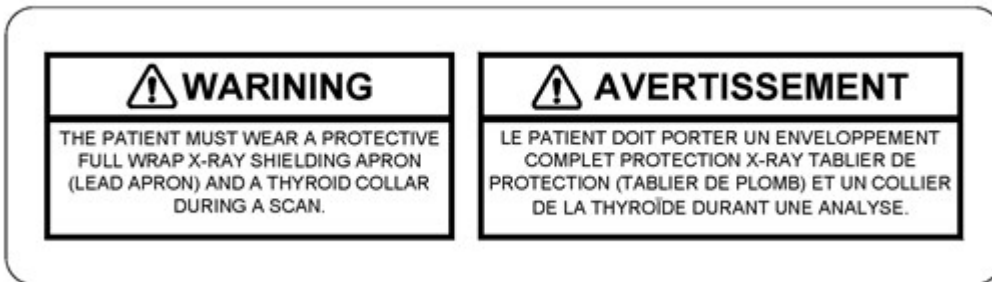 WARINING
THE PATIENT MUST WEAR A PROTECTIVE
FULL WRAP X-RAY SHIELDING APRON
(LEAD APRON) AND A THYROID COLLAR
DURING A SCAN.
AVERTISSEMENT
LE PATIENT DOIT PORTER UN ENVELOPPEMENT
COMPLET PROTECTION X-RAY TABLIER DE
PROTECTION (TABLIER DE PLOMB) ET UN COLLIER
DE LA THYROÏDE DURANT UNE ANALYSE.